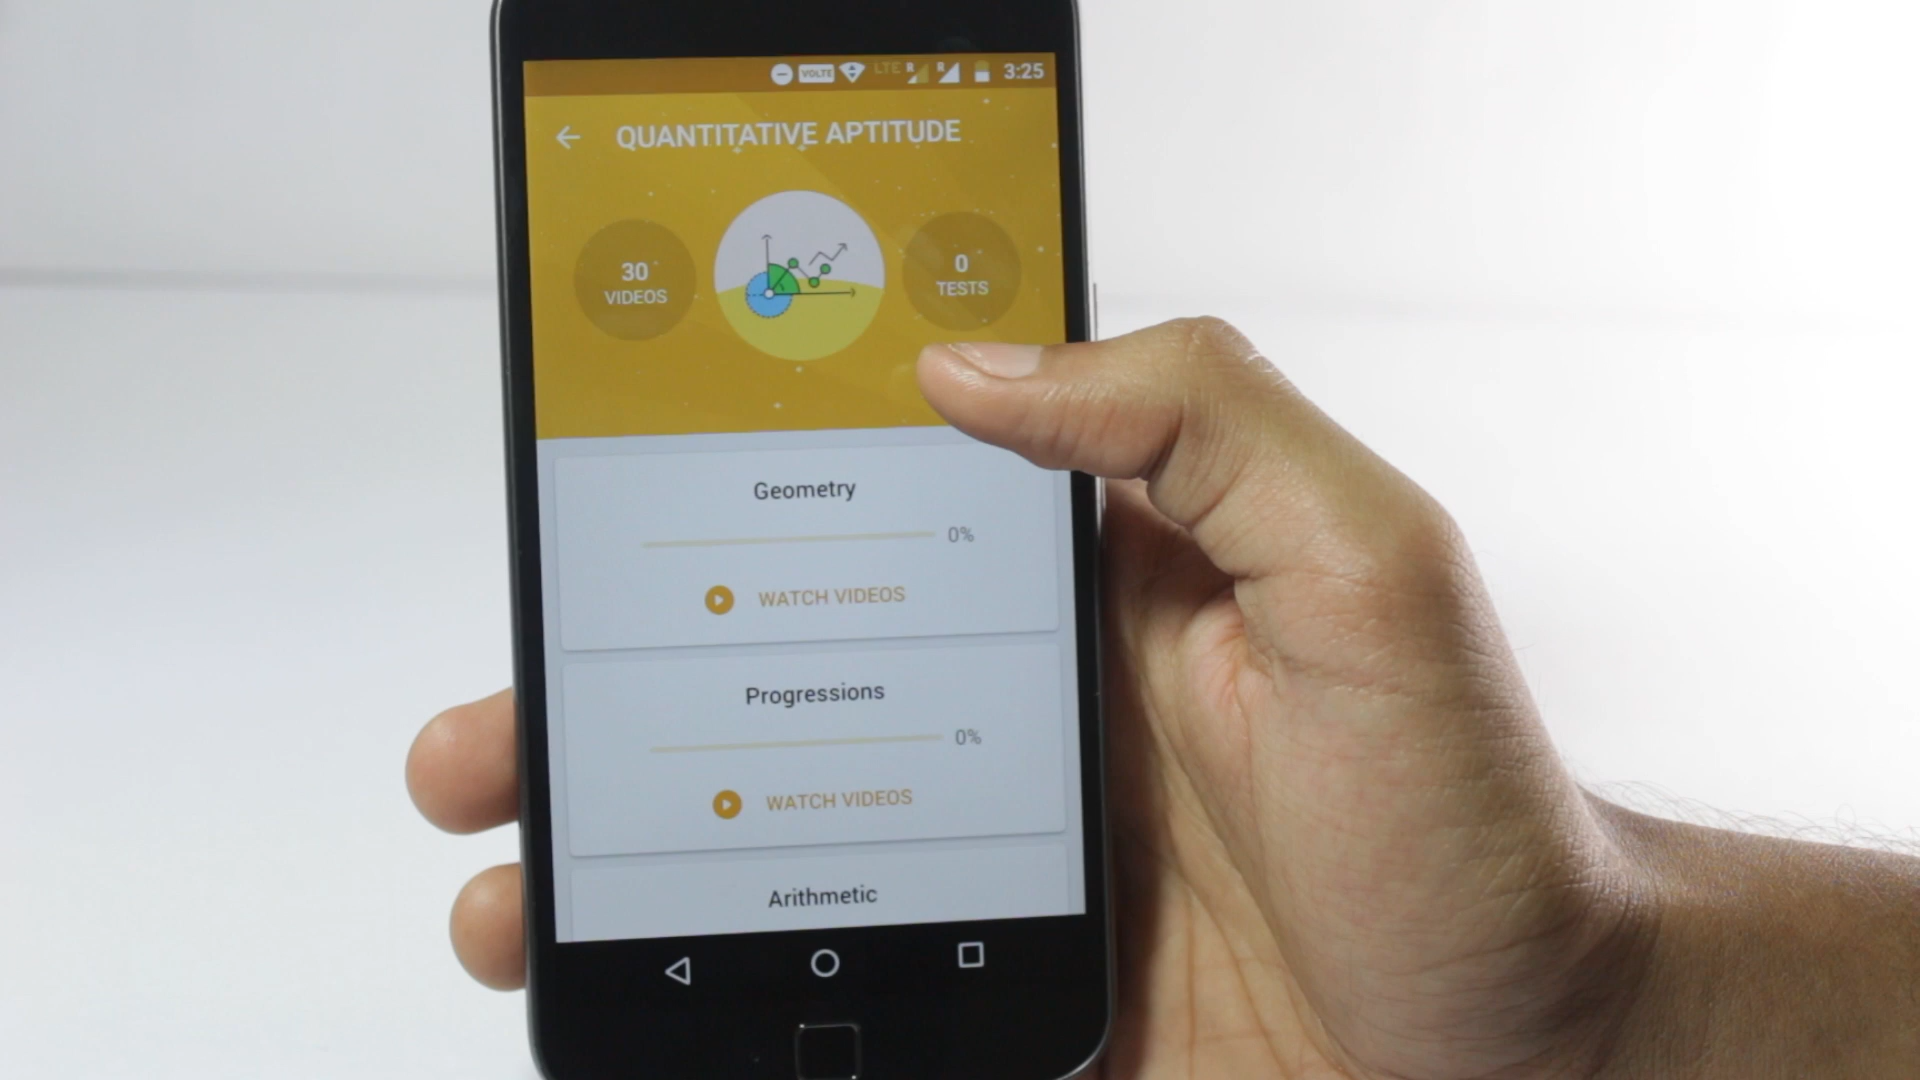 VOLTE LTE R R 3:25
QUANTITATIVE APTITUDE
30
VIDEOS
0
TESTS
Geometry
0%
WATCH VIDEOS
Progressions
0%
WATCH VIDEOS
Arithmetic